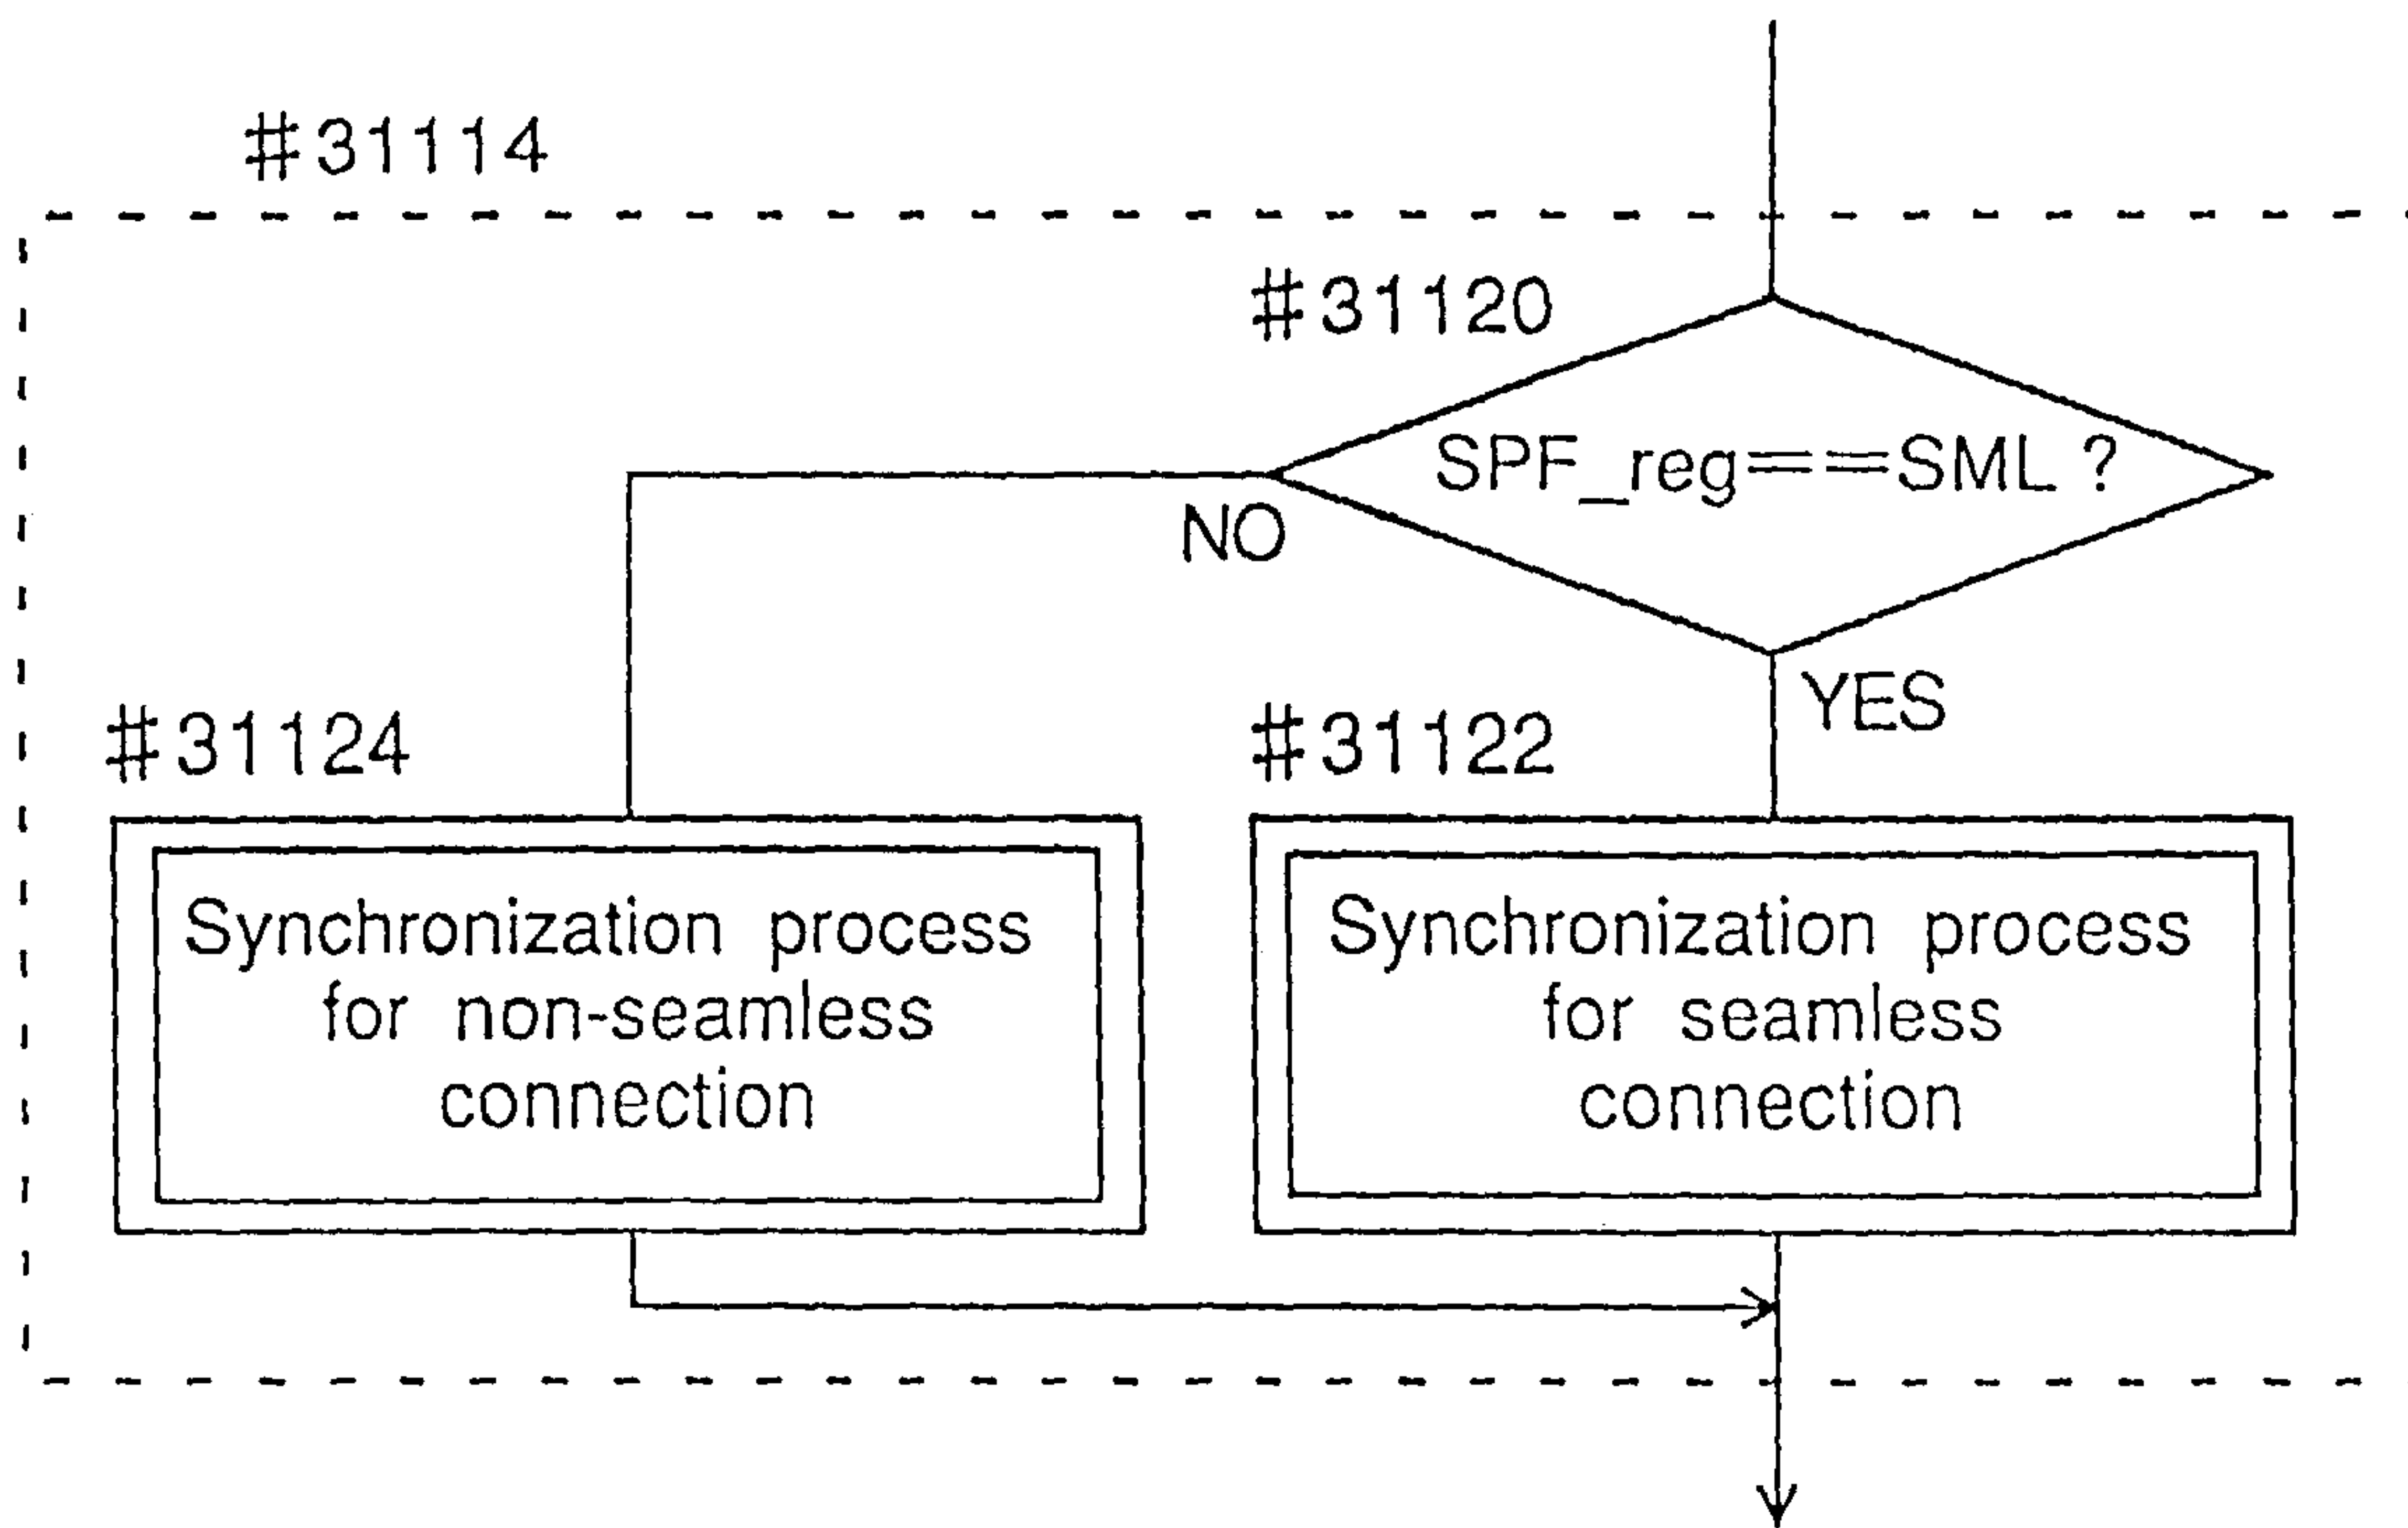 #31114
#31120
SPF_reg==SML ?
NO
YES
#31124
#31122
Synchronization process
for non-seamless
connection
Synchronization process
for seamless
connection